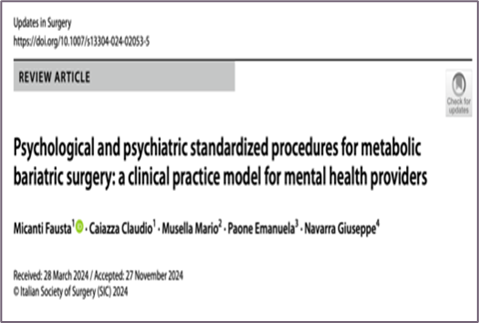 Updates in Surgery
https://doi.org/10.1007/s13304-024-02053-5
REVIEW ARTICLE
Check for
updates
Psychological and psychiatric standardized procedures for metabolic
bariatric surgery: a clinical practice model for mental health providers
Micanti Fausta¹ · Caiazza Claudio¹ · Musella Mario² · Paone Emanuela³ · Navarra Giuseppe⁴
Received: 28 March 2024 / Accepted: 27 November 2024
© Italian Society of Surgery (SIC) 2024